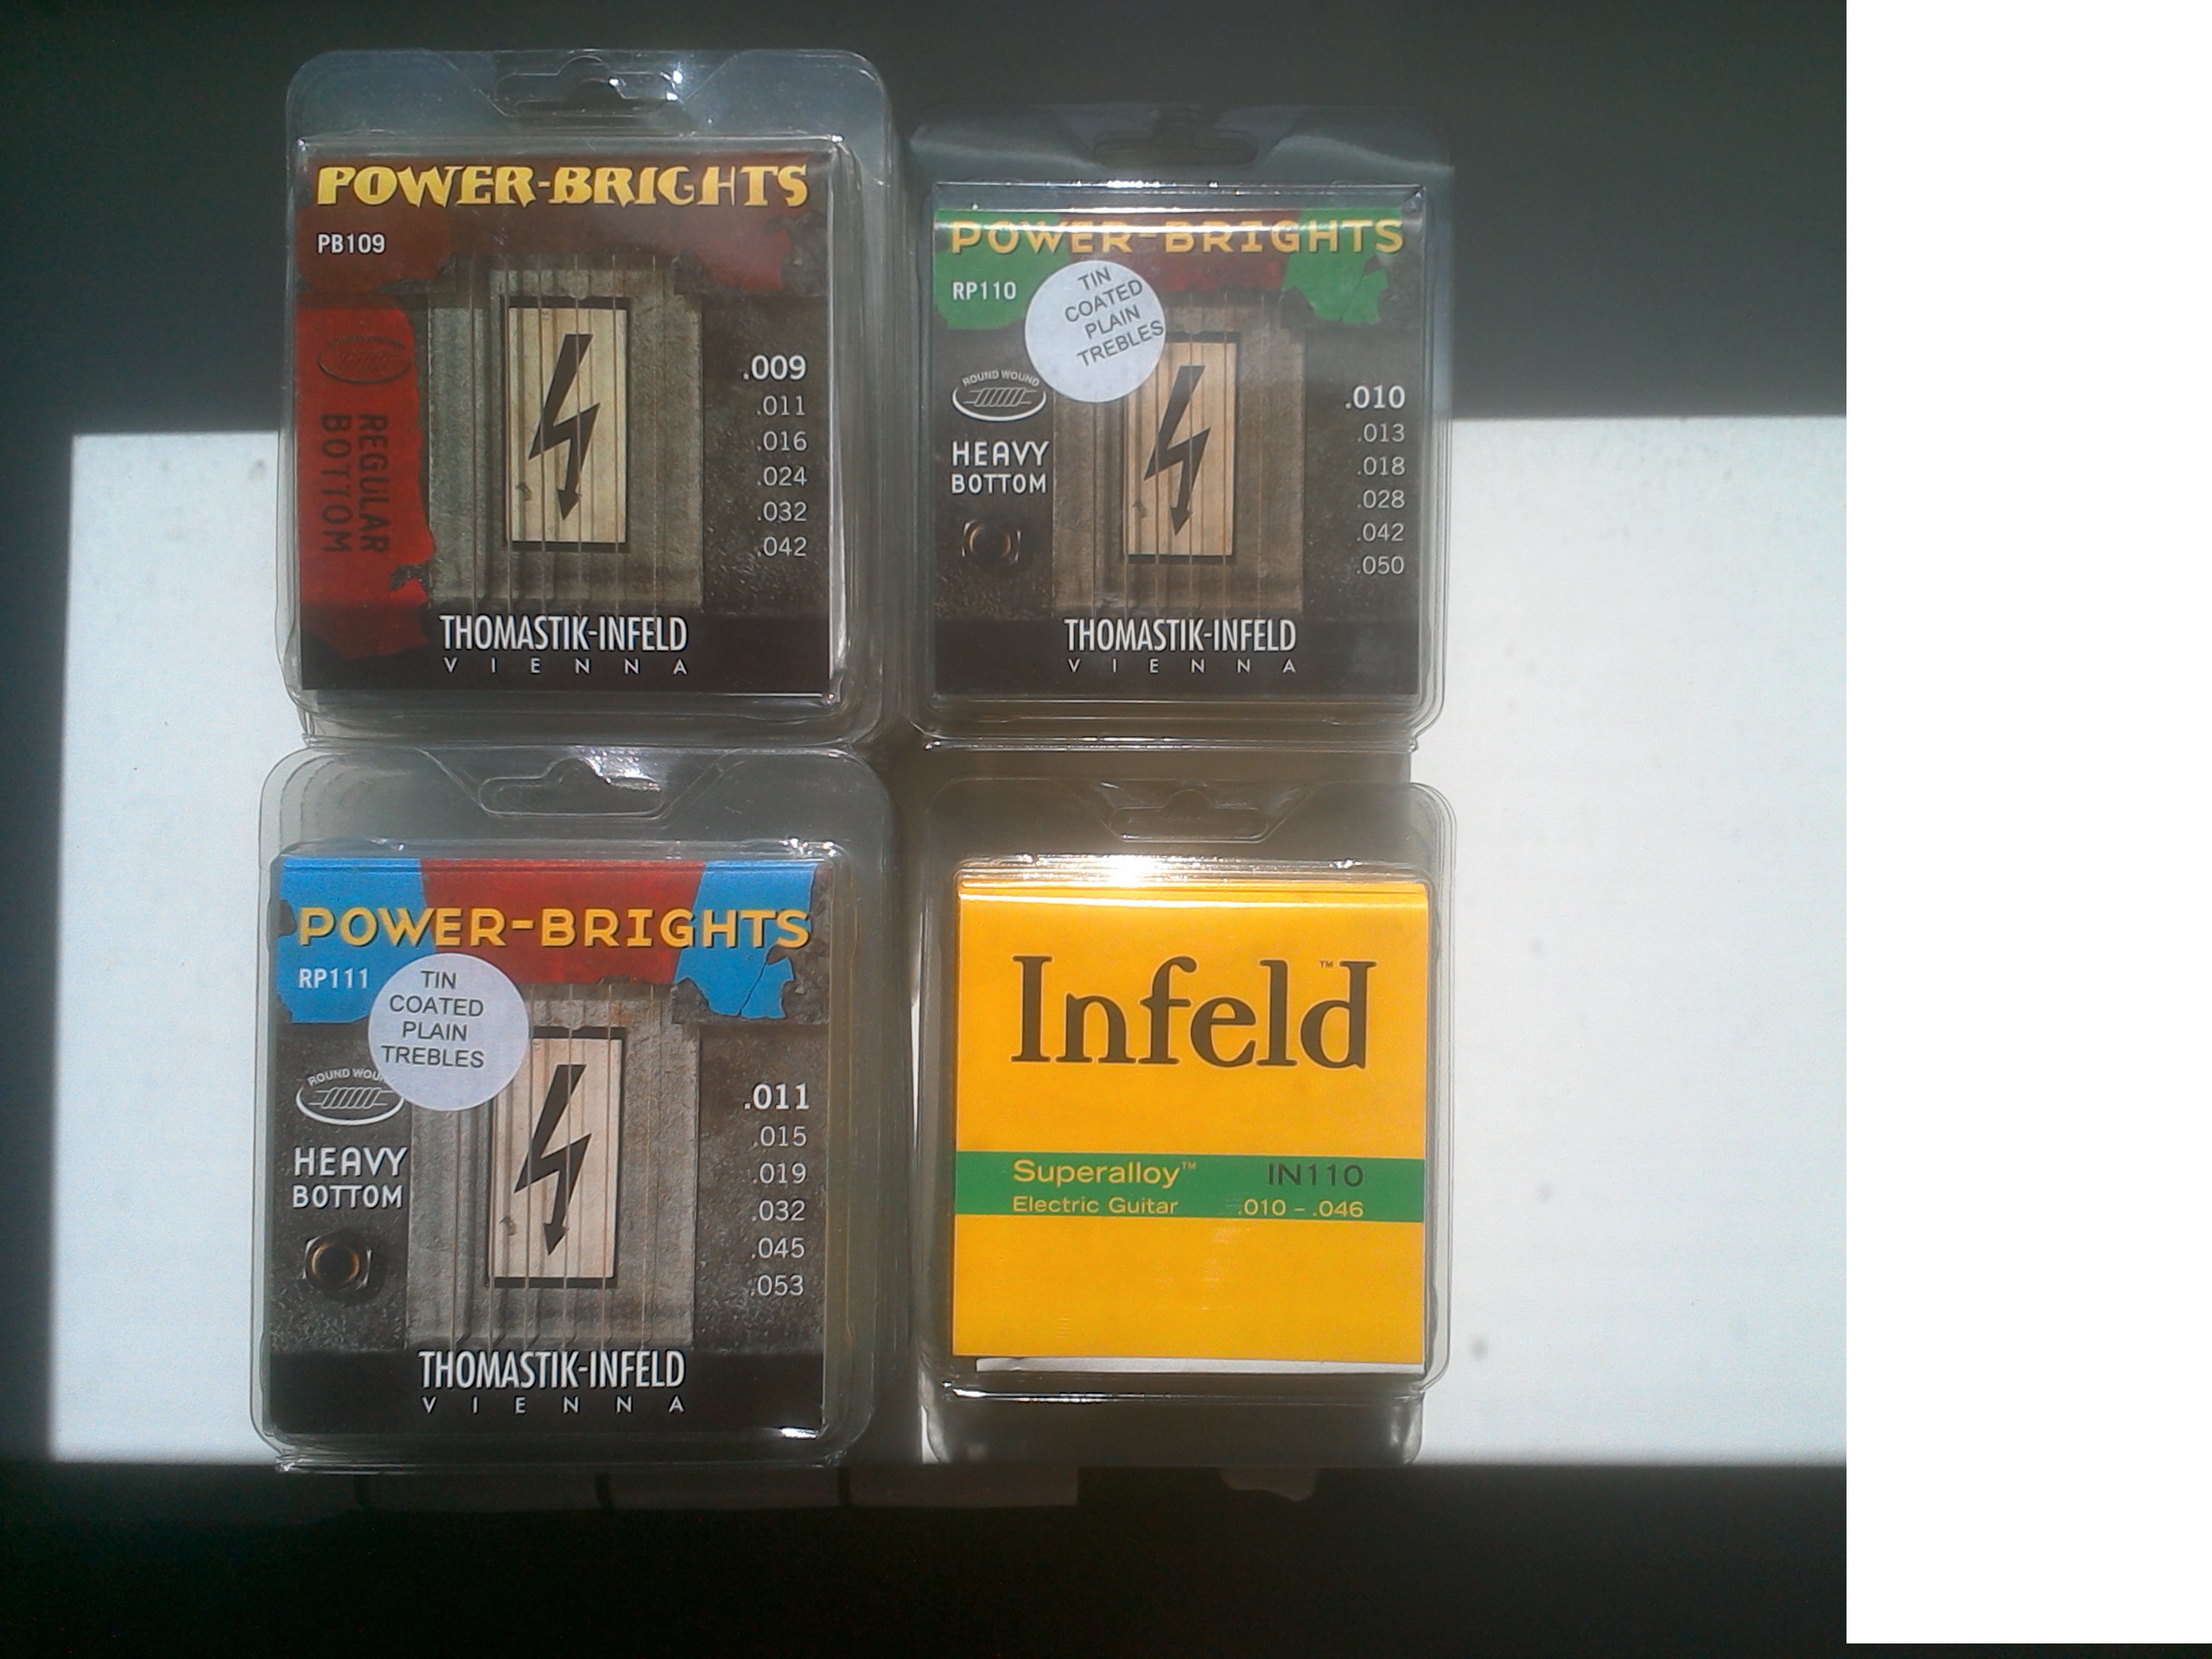 POWER-BRIGHTS
PB109
REGULAR
BOTTOM
.009
.011
.016
.024
.032
.042
THOMASTIK-INFELD
VIENNA
POWER-BRIGHTS
RP110
TIN
COATED
PLAIN
TREBLES
ROUND WOUND
HEAVY
BOTTOM
.010
.013
.018
.028
.042
.050
THOMASTIK-INFELD
VIENNA
POWER-BRIGHTS
RP111
TIN
COATED
PLAIN
TREBLES
ROUND WOU
HEAVY
BOTTOM
.011
.015
.019
.032
.045
.053
THOMASTIK-INFELD
VIENNA
Infeld™
Superalloy™ IN110
Electric Guitar .010 – .046